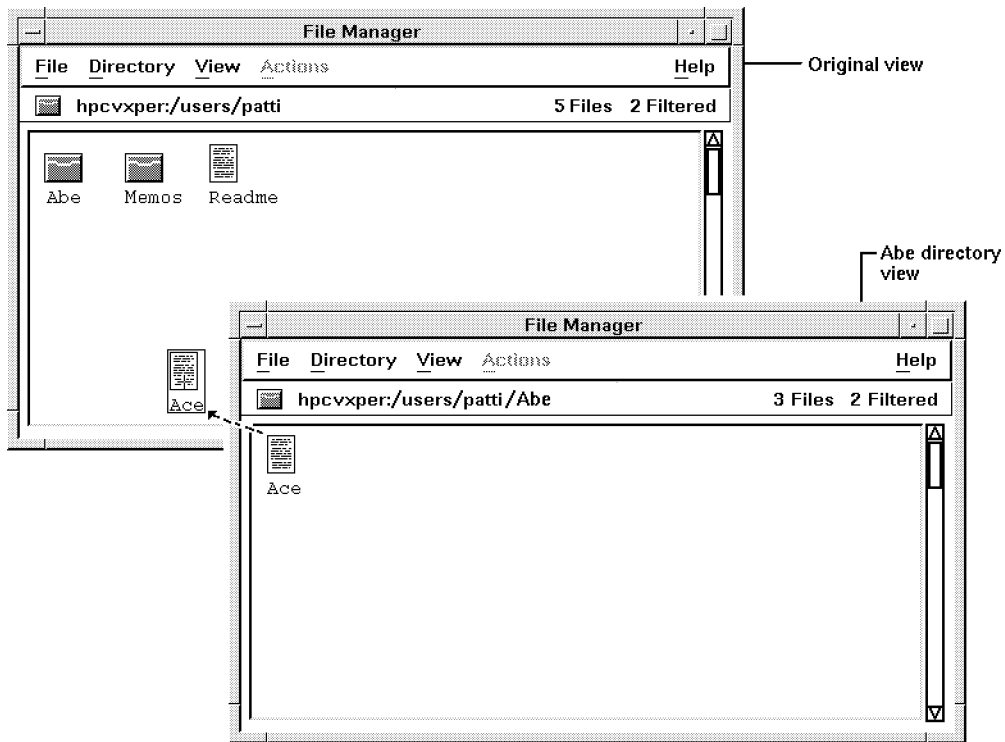 File Manager
File Directory View Actions Help
hpcvxper:/users/patti 5 Files 2 Filtered
Abe Memos Readme
Ace
Original view
Abe directory
view
File Manager
File Directory View Actions Help
hpcvxper:/users/patti/Abe 3 Files 2 Filtered
Ace